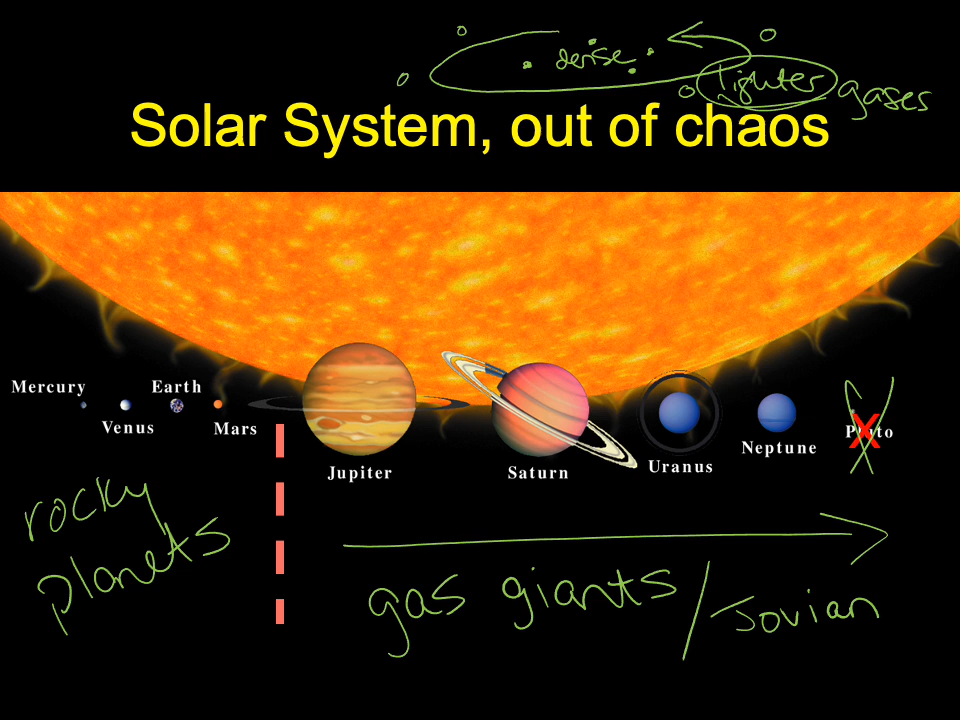 dense
lighter gases
Solar System, out of chaos
Mercury
Earth
Venus
Mars
Jupiter
Saturn
Uranus
Neptune
Pluto
X
rocky
planets
gas giants / Jovian